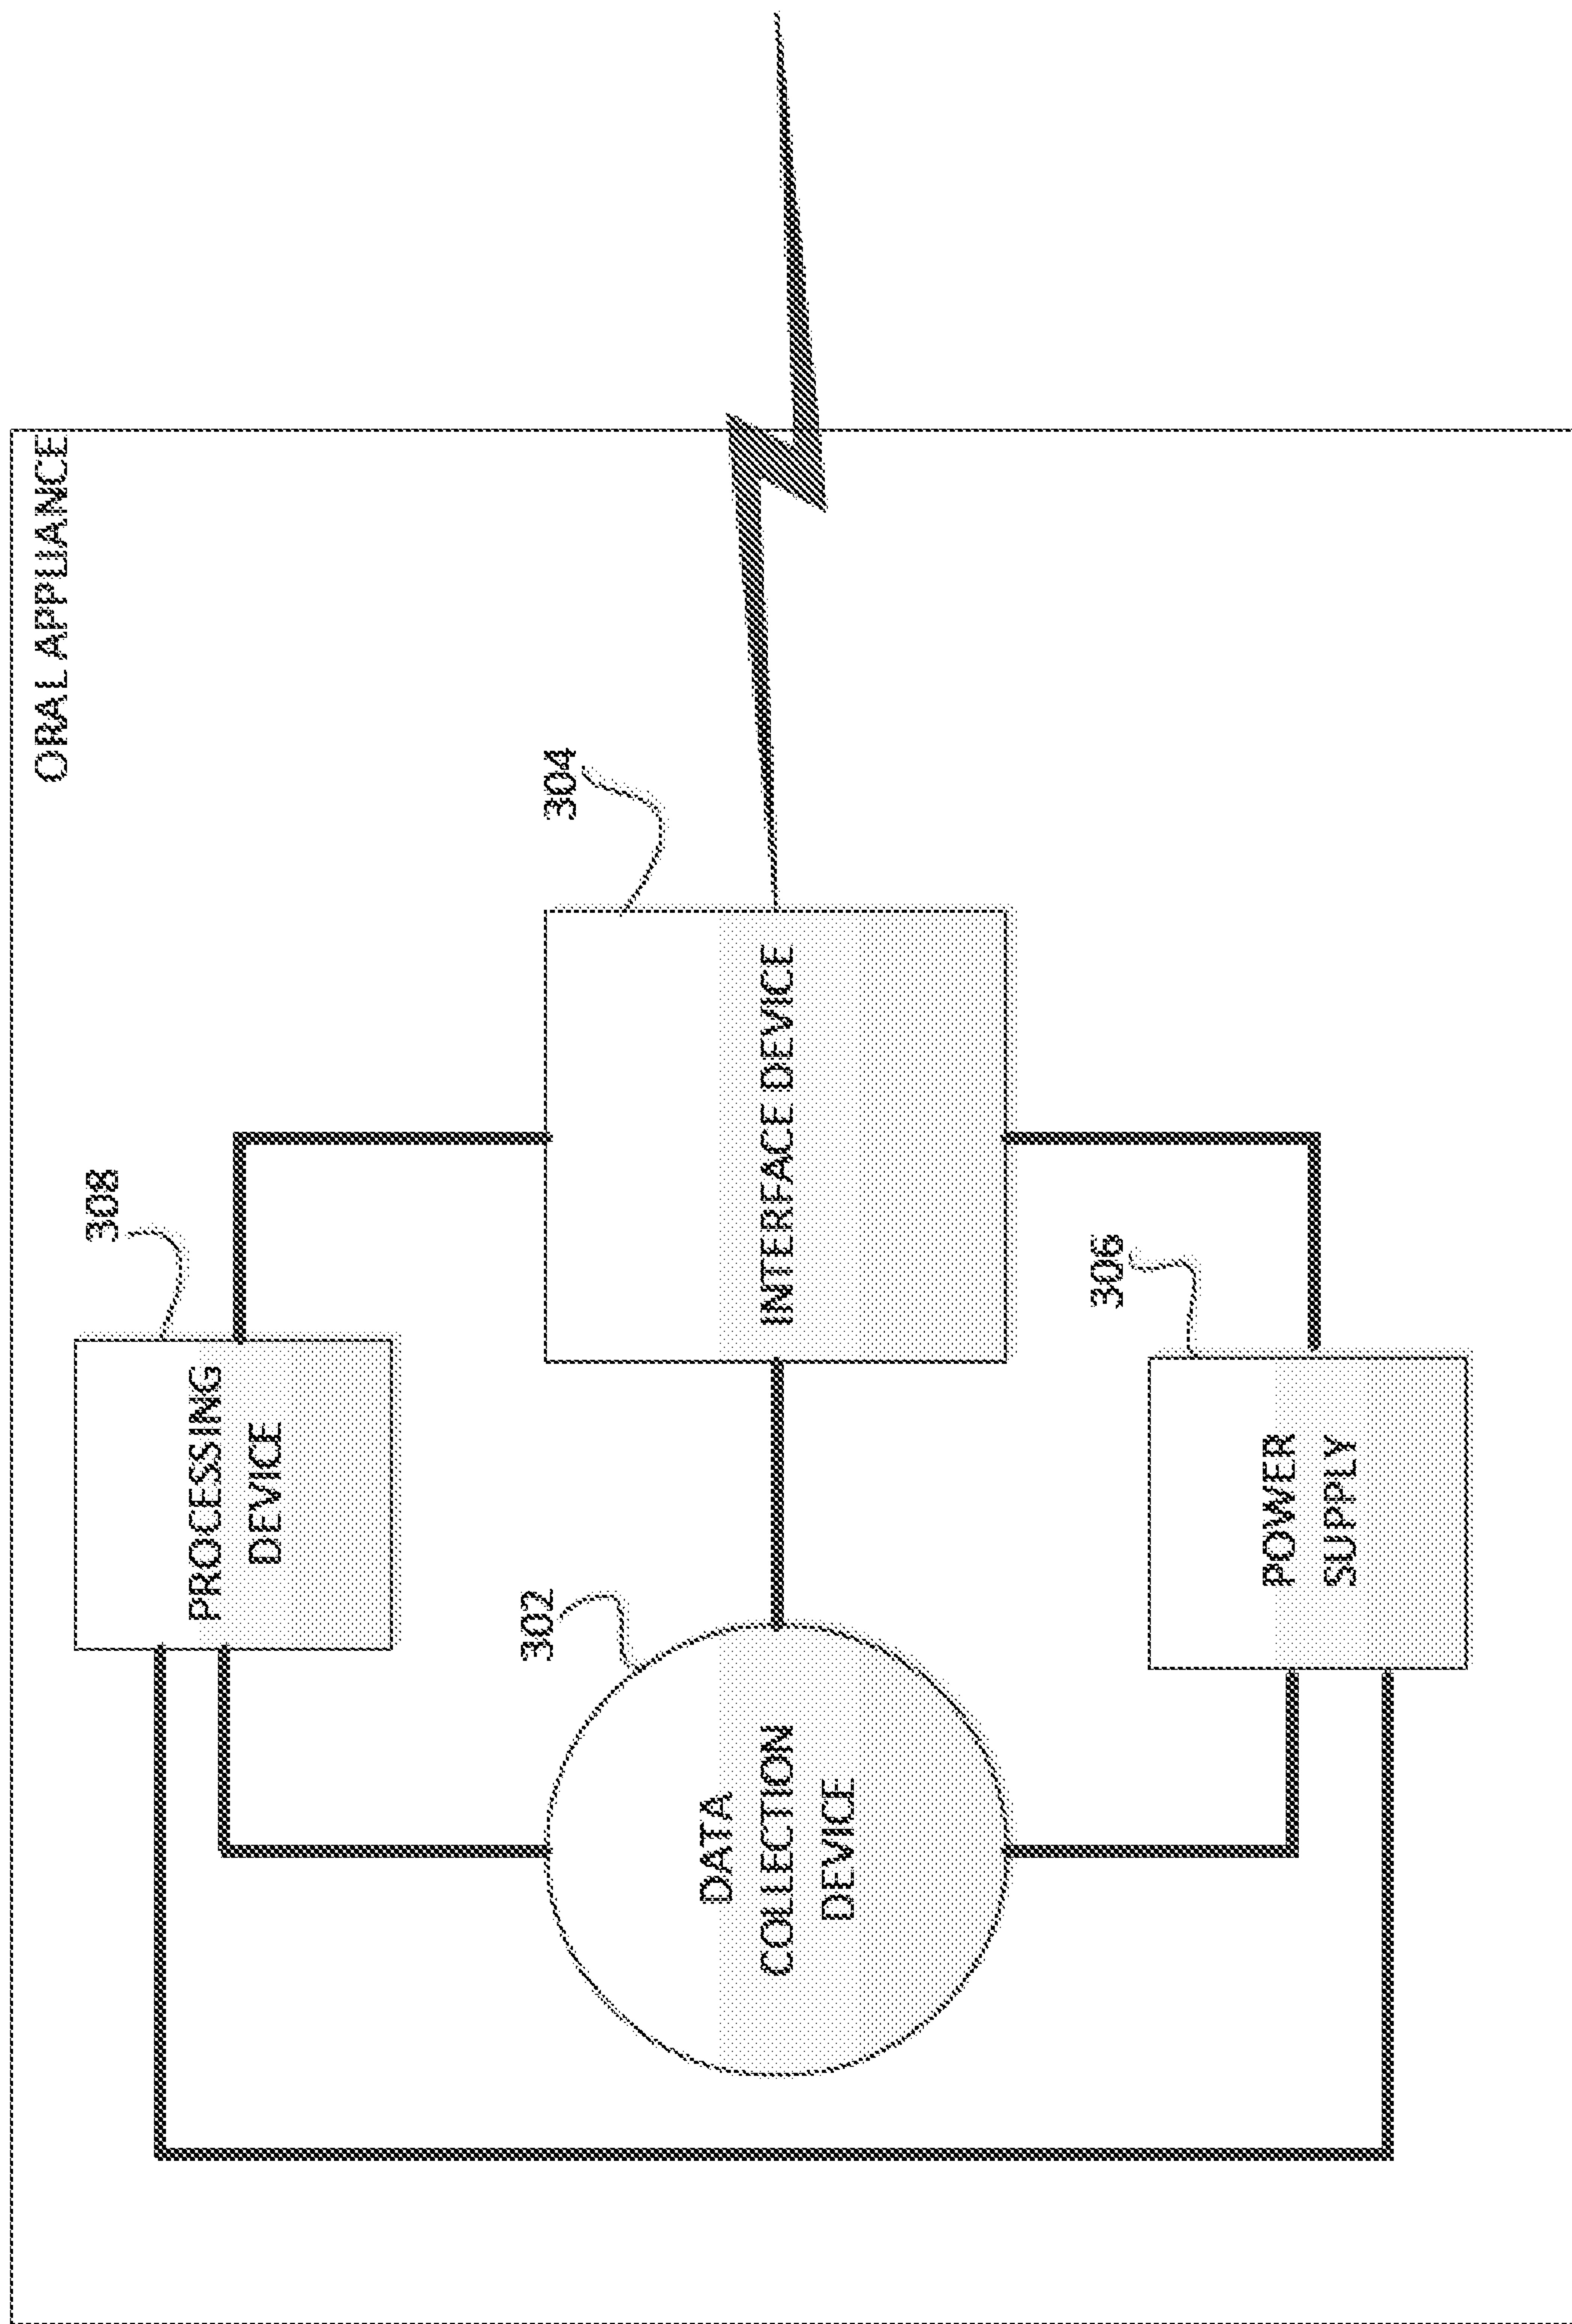 ORAL APPLIANCE
308
PROCESSING
DEVICE
302
DATA
COLLECTION
DEVICE
304
INTERFACE DEVICE
306
POWER
SUPPLY